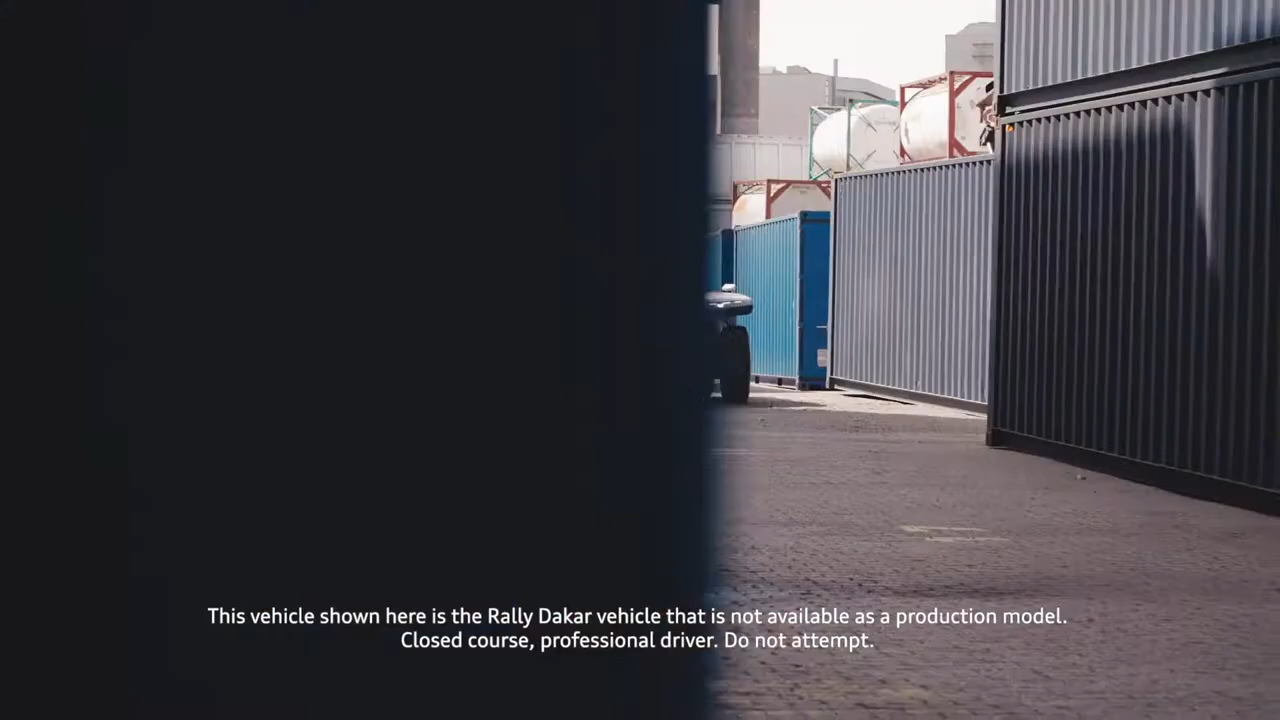 This vehicle shown here is the Rally Dakar vehicle that is not available as a production model.
Closed course, professional driver. Do not attempt.